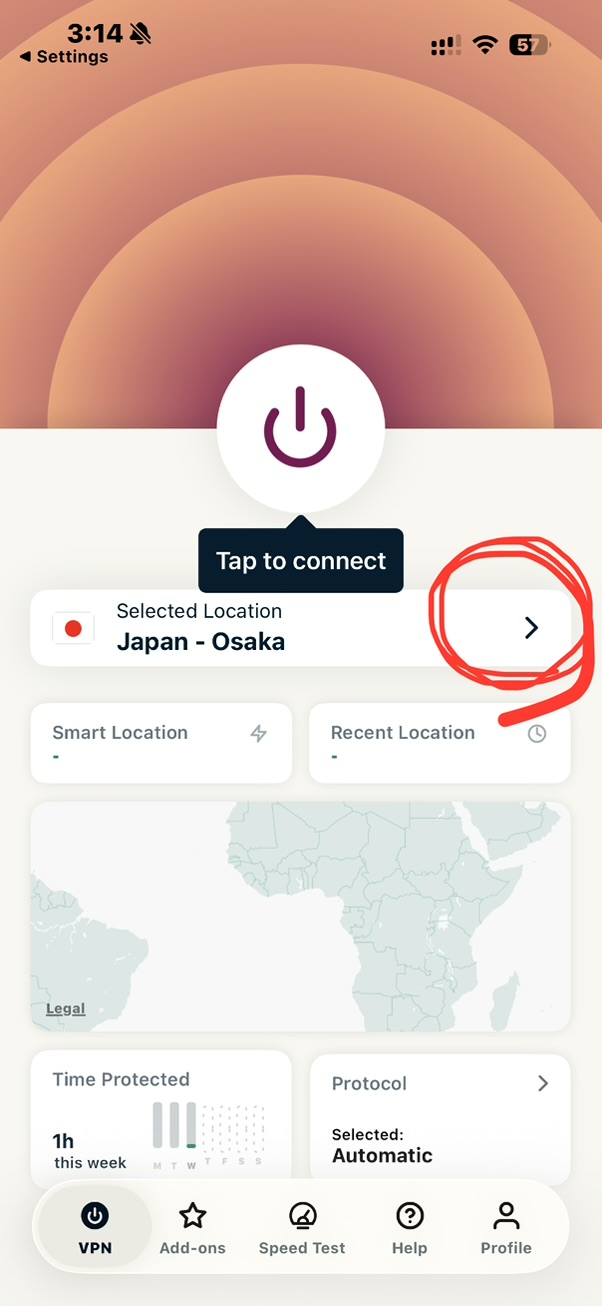 3:14
57
◀ Settings
Tap to connect
Selected Location
Japan - Osaka
Smart Location
-
Recent Location
-
Legal
Time Protected
1h
this week
M T W T F S S
Protocol
Selected:
Automatic
VPN
Add-ons
Speed Test
Help
Profile